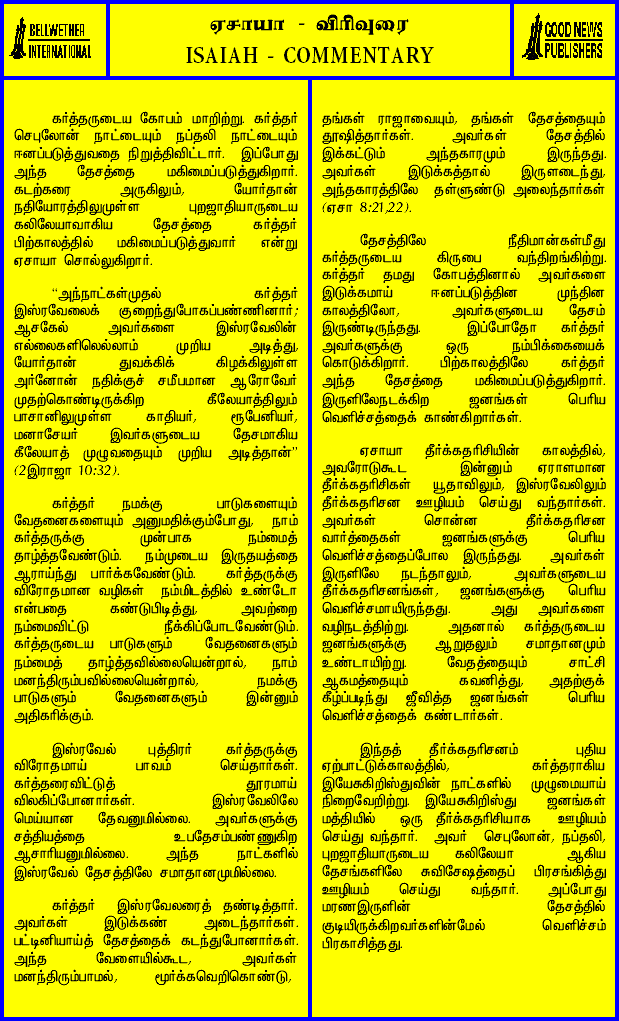 BELLWETHER
INTERNATIONAL
ஏசாயா - விரிவுரை
ISAIAH - COMMENTARY
GOOD NEWS
PUBLISHERS
கர்த்தருடைய கோபம் மாறிற்று. கர்த்தர்
செபுலோன் நாட்டையும் நப்தலி நாட்டையும்
ஈனப்படுத்துவதை நிறுத்திவிட்டார். இப்போது
அந்த தேசத்தை மகிமைப்படுத்துகிறார்.
கடற்கரை அருகிலும், யோர்தான்
நதியோரத்திலுமுள்ள புறஜாதியாருடைய
கலிலேயாவாகிய தேசத்தை கர்த்தர்
பிற்காலத்தில் மகிமைப்படுத்துவார் என்று
ஏசாயா சொல்லுகிறார்.
“அந்நாட்கள்முதல் கர்த்தர்
இஸ்ரவேலைக் குறைந்துபோகப்பண்ணினார்;
ஆசகேல் அவர்களை இஸ்ரவேலின்
எல்லைகளிலெல்லாம் முறிய அடித்து,
யோர்தான் துவக்கிக் கிழக்கிலுள்ள
அர்னோன் நதிக்குச் சமீபமான ஆரோவேர்
முதற்கொண்டிருக்கிற கீலேயாத்திலும்
பாசானிலுமுள்ள காதியர், ரூபேனியர்,
மனாசேயர் இவர்களுடைய தேசமாகிய
கீலேயாத் முழுவதையும் முறிய அடித்தான்”
(2இராஜா 10:32).
கர்த்தர் நமக்கு பாடுகளையும்
வேதனைகளையும் அனுமதிக்கும்போது, நாம்
கர்த்தருக்கு முன்பாக நம்மைத்
தாழ்த்தவேண்டும். நம்முடைய இருதயத்தை
ஆராய்ந்து பார்க்கவேண்டும். கர்த்தருக்கு
விரோதமான வழிகள் நம்மிடத்தில் உண்டோ
என்பதை கண்டுபிடித்து, அவற்றை
நம்மைவிட்டு நீக்கிப்போடவேண்டும்.
கர்த்தருடைய பாடுகளும் வேதனைகளும்
நம்மைத் தாழ்த்தவில்லையென்றால், நாம்
மனந்திரும்பவில்லையென்றால், நமக்கு
பாடுகளும் வேதனைகளும் இன்னும்
அதிகரிக்கும்.
இஸ்ரவேல் புத்திரர் கர்த்தருக்கு
விரோதமாய் பாவம் செய்தார்கள்.
கர்த்தரைவிட்டுத் தூரமாய்
விலகிப்போனார்கள். இஸ்ரவேலிலே
மெய்யான தேவனுமில்லை. அவர்களுக்கு
சத்தியத்தை உபதேசம்பண்ணுகிற
ஆசாரியனுமில்லை. அந்த நாட்களில்
இஸ்ரவேல் தேசத்திலே சமாதானமுமில்லை.
கர்த்தர் இஸ்ரவேலரைத் தண்டித்தார்.
அவர்கள் இடுக்கண் அடைந்தார்கள்.
பட்டினியாய்த் தேசத்தைக் கடந்துபோனார்கள்.
அந்த வேளையில்கூட, அவர்கள்
மனந்திரும்பாமல், மூர்க்கவெறிகொண்டு,
தங்கள் ராஜாவையும், தங்கள் தேசத்தையும்
தூஷித்தார்கள். அவர்கள் தேசத்தில்
இக்கட்டும் அந்தகாரமும் இருந்தது.
அவர்கள் இடுக்கத்தால் இருளடைந்து,
அந்தகாரத்திலே தள்ளுண்டு அலைந்தார்கள்
(ஏசா 8:21,22).
தேசத்திலே நீதிமான்கள்மீது
கர்த்தருடைய கிருபை வந்திறங்கிற்று.
கர்த்தர் தமது கோபத்தினால் அவர்களை
இடுக்கமாய் ஈனப்படுத்தின முந்தின
காலத்திலோ, அவர்களுடைய தேசம்
இருண்டிருந்தது. இப்போதோ கர்த்தர்
அவர்களுக்கு ஒரு நம்பிக்கையைக்
கொடுக்கிறார். பிற்காலத்திலே கர்த்தர்
அந்த தேசத்தை மகிமைப்படுத்துகிறார்.
இருளிலேநடக்கிற ஜனங்கள் பெரிய
வெளிச்சத்தைக் காண்கிறார்கள்.
ஏசாயா தீர்க்கதரிசியின் காலத்தில்,
அவரோடுகூட இன்னும் ஏராளமான
தீர்க்கதரிசிகள் யூதாவிலும், இஸ்ரவேலிலும்
தீர்க்கதரிசன ஊழியம் செய்து வந்தார்கள்.
அவர்கள் சொன்ன தீர்க்கதரிசன
வார்த்தைகள் ஜனங்களுக்கு பெரிய
வெளிச்சத்தைப்போல இருந்தது. அவர்கள்
இருளிலே நடந்தாலும், அவர்களுடைய
தீர்க்கதரிசனங்கள், ஜனங்களுக்கு பெரிய
வெளிச்சமாயிருந்தது. அது அவர்களை
வழிநடத்திற்று. அதனால் கர்த்தருடைய
ஜனங்களுக்கு ஆறுதலும் சமாதானமும்
உண்டாயிற்று. வேதத்தையும் சாட்சி
ஆகமத்தையும் கவனித்து, அதற்குக்
கீழ்ப்படிந்து ஜீவித்த ஜனங்கள் பெரிய
வெளிச்சத்தைக் கண்டார்கள்.
இந்தத் தீர்க்கதரிசனம் புதிய
ஏற்பாட்டுக்காலத்தில், கர்த்தராகிய
இயேசுகிறிஸ்துவின் நாட்களில் முழுமையாய்
நிறைவேறிற்று. இயேசுகிறிஸ்து ஜனங்கள்
மத்தியில் ஒரு தீர்க்கதரிசியாக ஊழியம்
செய்து வந்தார். அவர் செபுலோன், நப்தலி,
புறஜாதியாருடைய கலிலேயா ஆகிய
தேசங்களிலே சுவிசேஷத்தைப் பிரசங்கித்து
ஊழியம் செய்து வந்தார். அப்போது
மரணஇருளின் தேசத்தில்
குடியிருக்கிறவர்களின்மேல் வெளிச்சம்
பிரகாசித்தது.